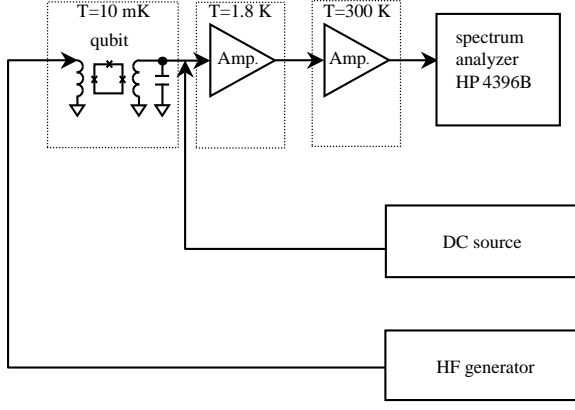 T=10 mK
T=1.8 K
T=300 K
qubit
Amp.
Amp.
spectrum
analyzer
HP 4396B
DC source
HF generator